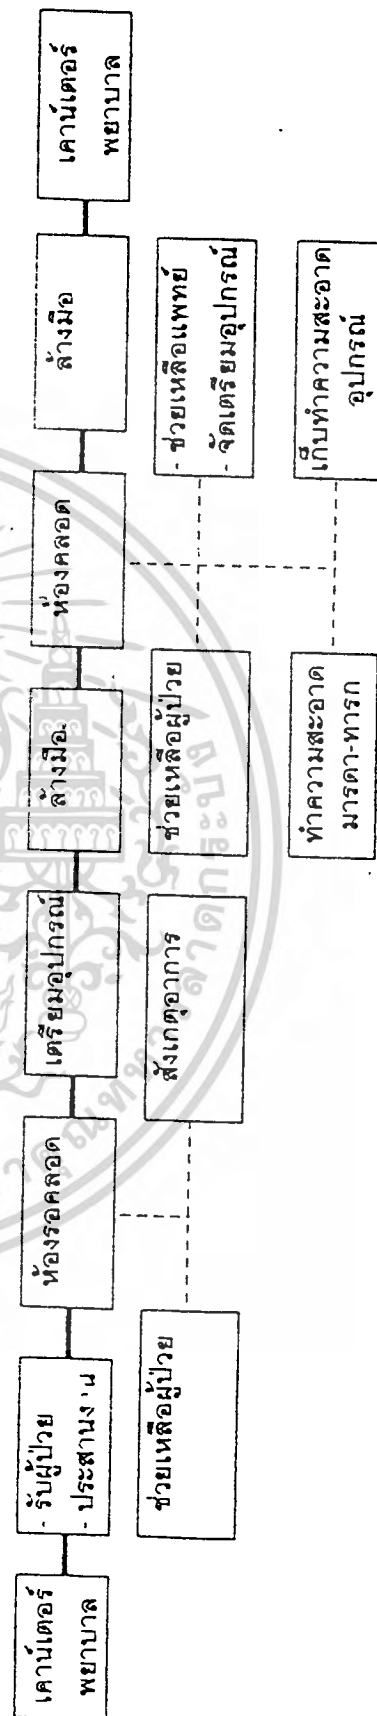 เคาน์เตอร์
พยาบาล
- รับผู้ป่วย
- ประสานงาน
ห้องรอคลอด
เตรียมอุปกรณ์
ล้างมือ.
ห้องคลอด
ล้างมือ
เคาน์เตอร์
พยาบาล
ช่วยเหลือผู้ป่วย
สังเกตุอาการ
ช่วยเหลือผู้ป่วย
- ช่วยเหลือแพทย์
- จัดเตรียมอุปกรณ์
ทำความสะอาด
มารดา-ทารก
เก็บทำความสะอาด
อุปกรณ์